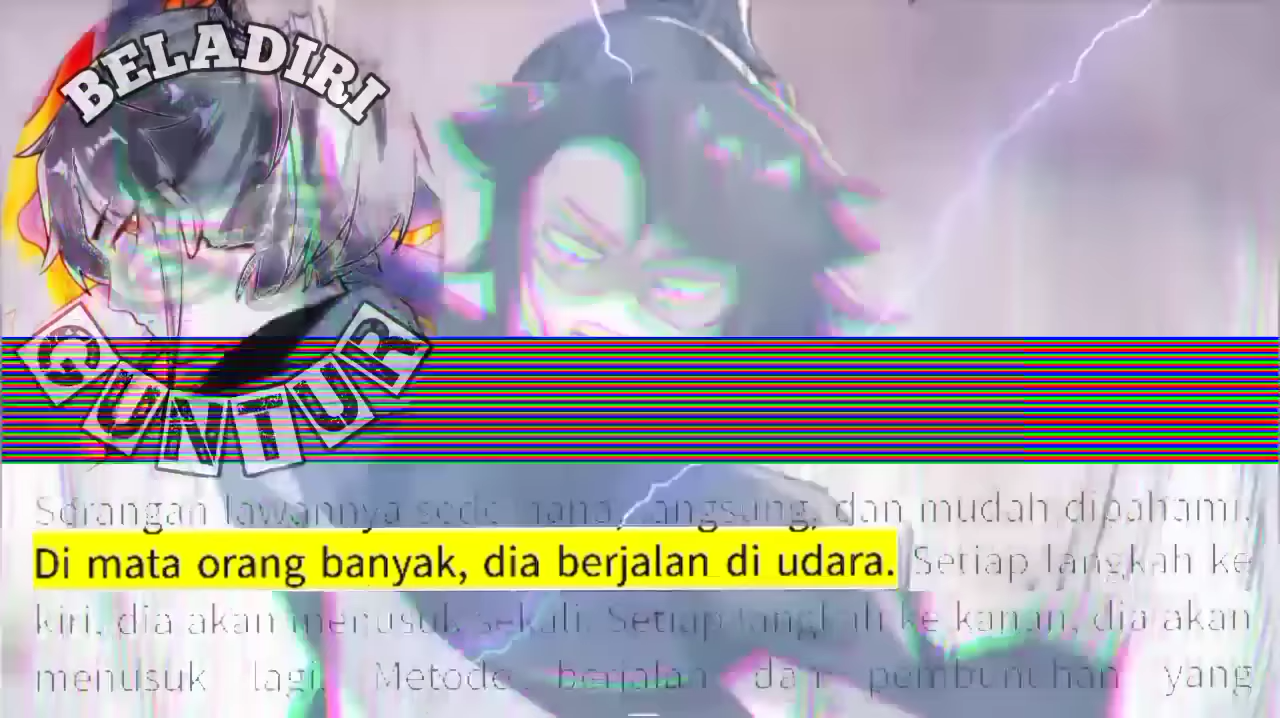 BELADIRI
GUNTUR
Serangan lawannya sederhana, langsung, dan mudah dipahami.
Di mata orang banyak, dia berjalan di udara. Setiap langkah ke
kiri, dia akan menusuk sekali. Setiap langkah ke kanan, dia akan
menusuk lagi. Metode berjalan dan pembunuhan yang